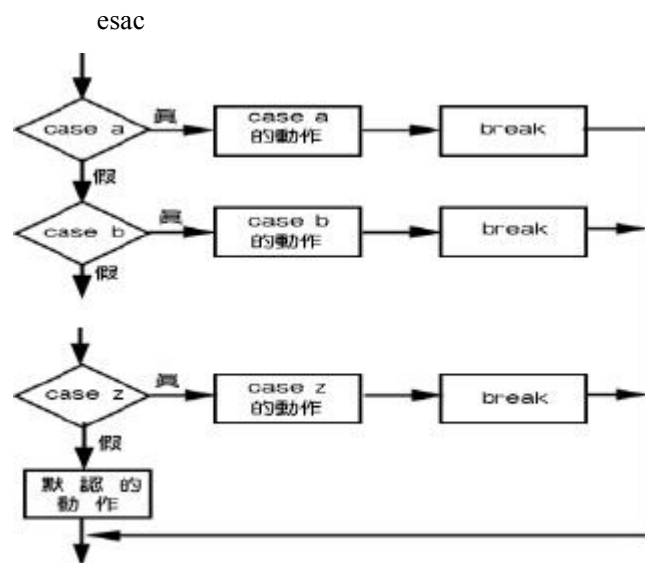 esac
case a
真
case a
的動作
break
假
case b
真
case b
的動作
break
假
case z
真
case z
的動作
break
假
默認的
動作